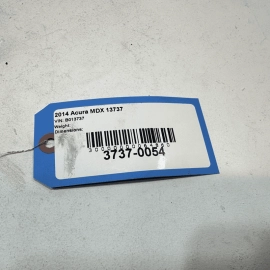 2014 Acura MDX 13737
VIN: B013737
Weight:
Dimensions:
3737-0054